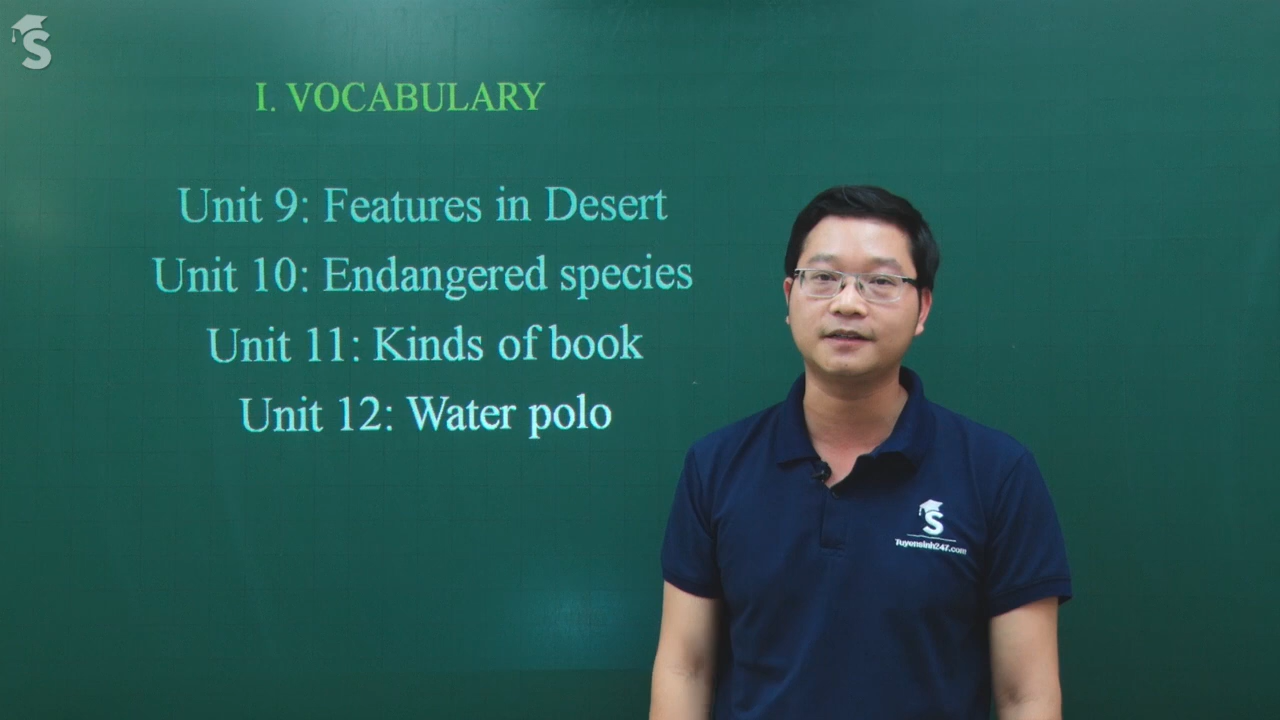 S
I. VOCABULARY
Unit 9: Features in Desert
Unit 10: Endangered species
Unit 11: Kinds of book
Unit 12: Water polo
S
Tuyensinh247.com